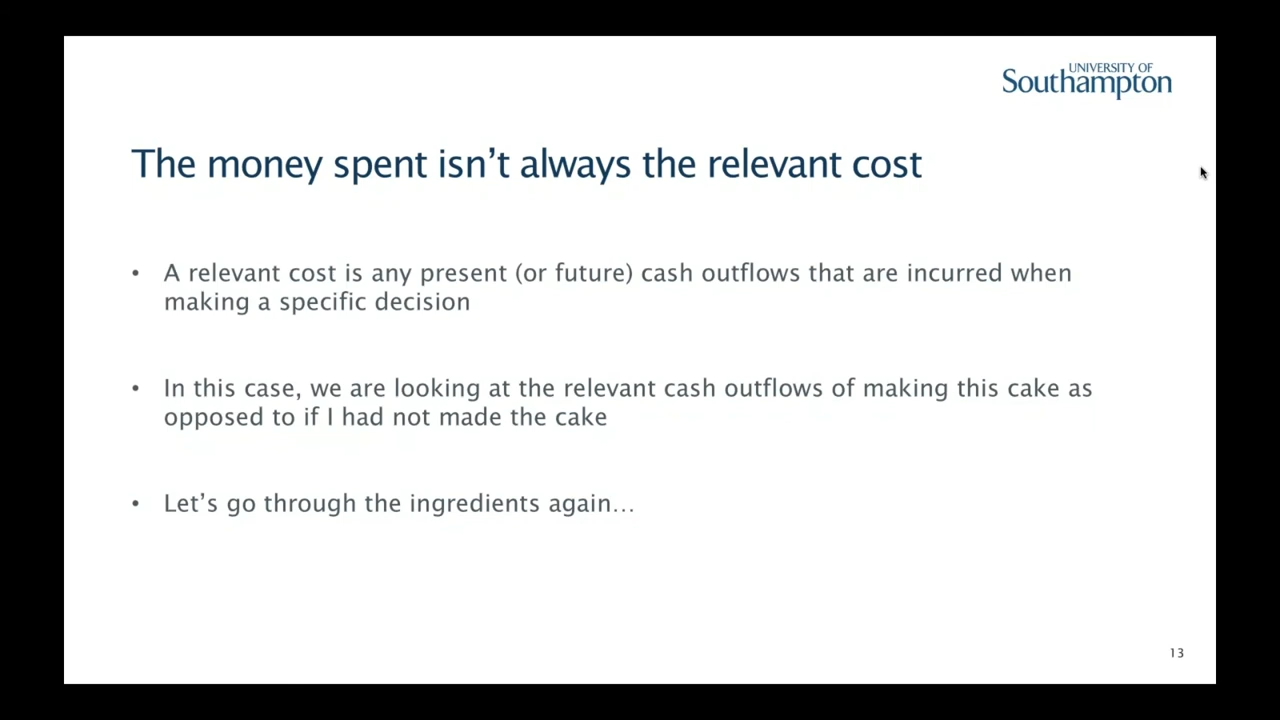 UNIVERSITY OF
Southampton
The money spent isn’t always the relevant cost
• A relevant cost is any present (or future) cash outflows that are incurred when
making a specific decision
• In this case, we are looking at the relevant cash outflows of making this cake as
opposed to if I had not made the cake
• Let’s go through the ingredients again…
13